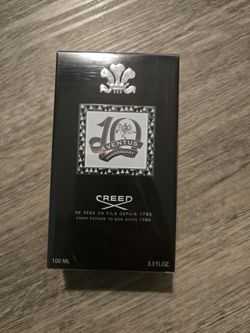 10
AVENTUS
ANNIVERSARY
CREED
DE PÈRE EN FILS DEPUIS 1760
FROM FATHER TO SON SINCE 1760
100 ML 3.3 FL.OZ.